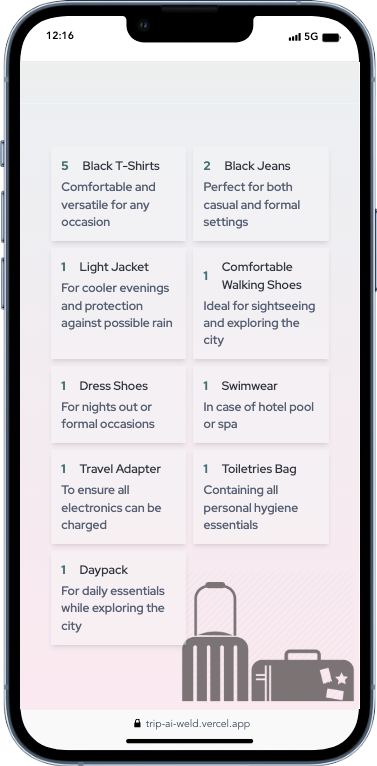 12:16
5G
5 Black T-Shirts
Comfortable and
versatile for any
occasion
2 Black Jeans
Perfect for both
casual and formal
settings
1 Light Jacket
For cooler evenings
and protection
against possible rain
1 Comfortable
Walking Shoes
Ideal for sightseeing
and exploring the
city
1 Dress Shoes
For nights out or
formal occasions
1 Swimwear
In case of hotel pool
or spa
1 Travel Adapter
To ensure all
electronics can be
charged
1 Toiletries Bag
Containing all
personal hygiene
essentials
1 Daypack
For daily essentials
while exploring the
city
trip-ai-weld.vercel.app